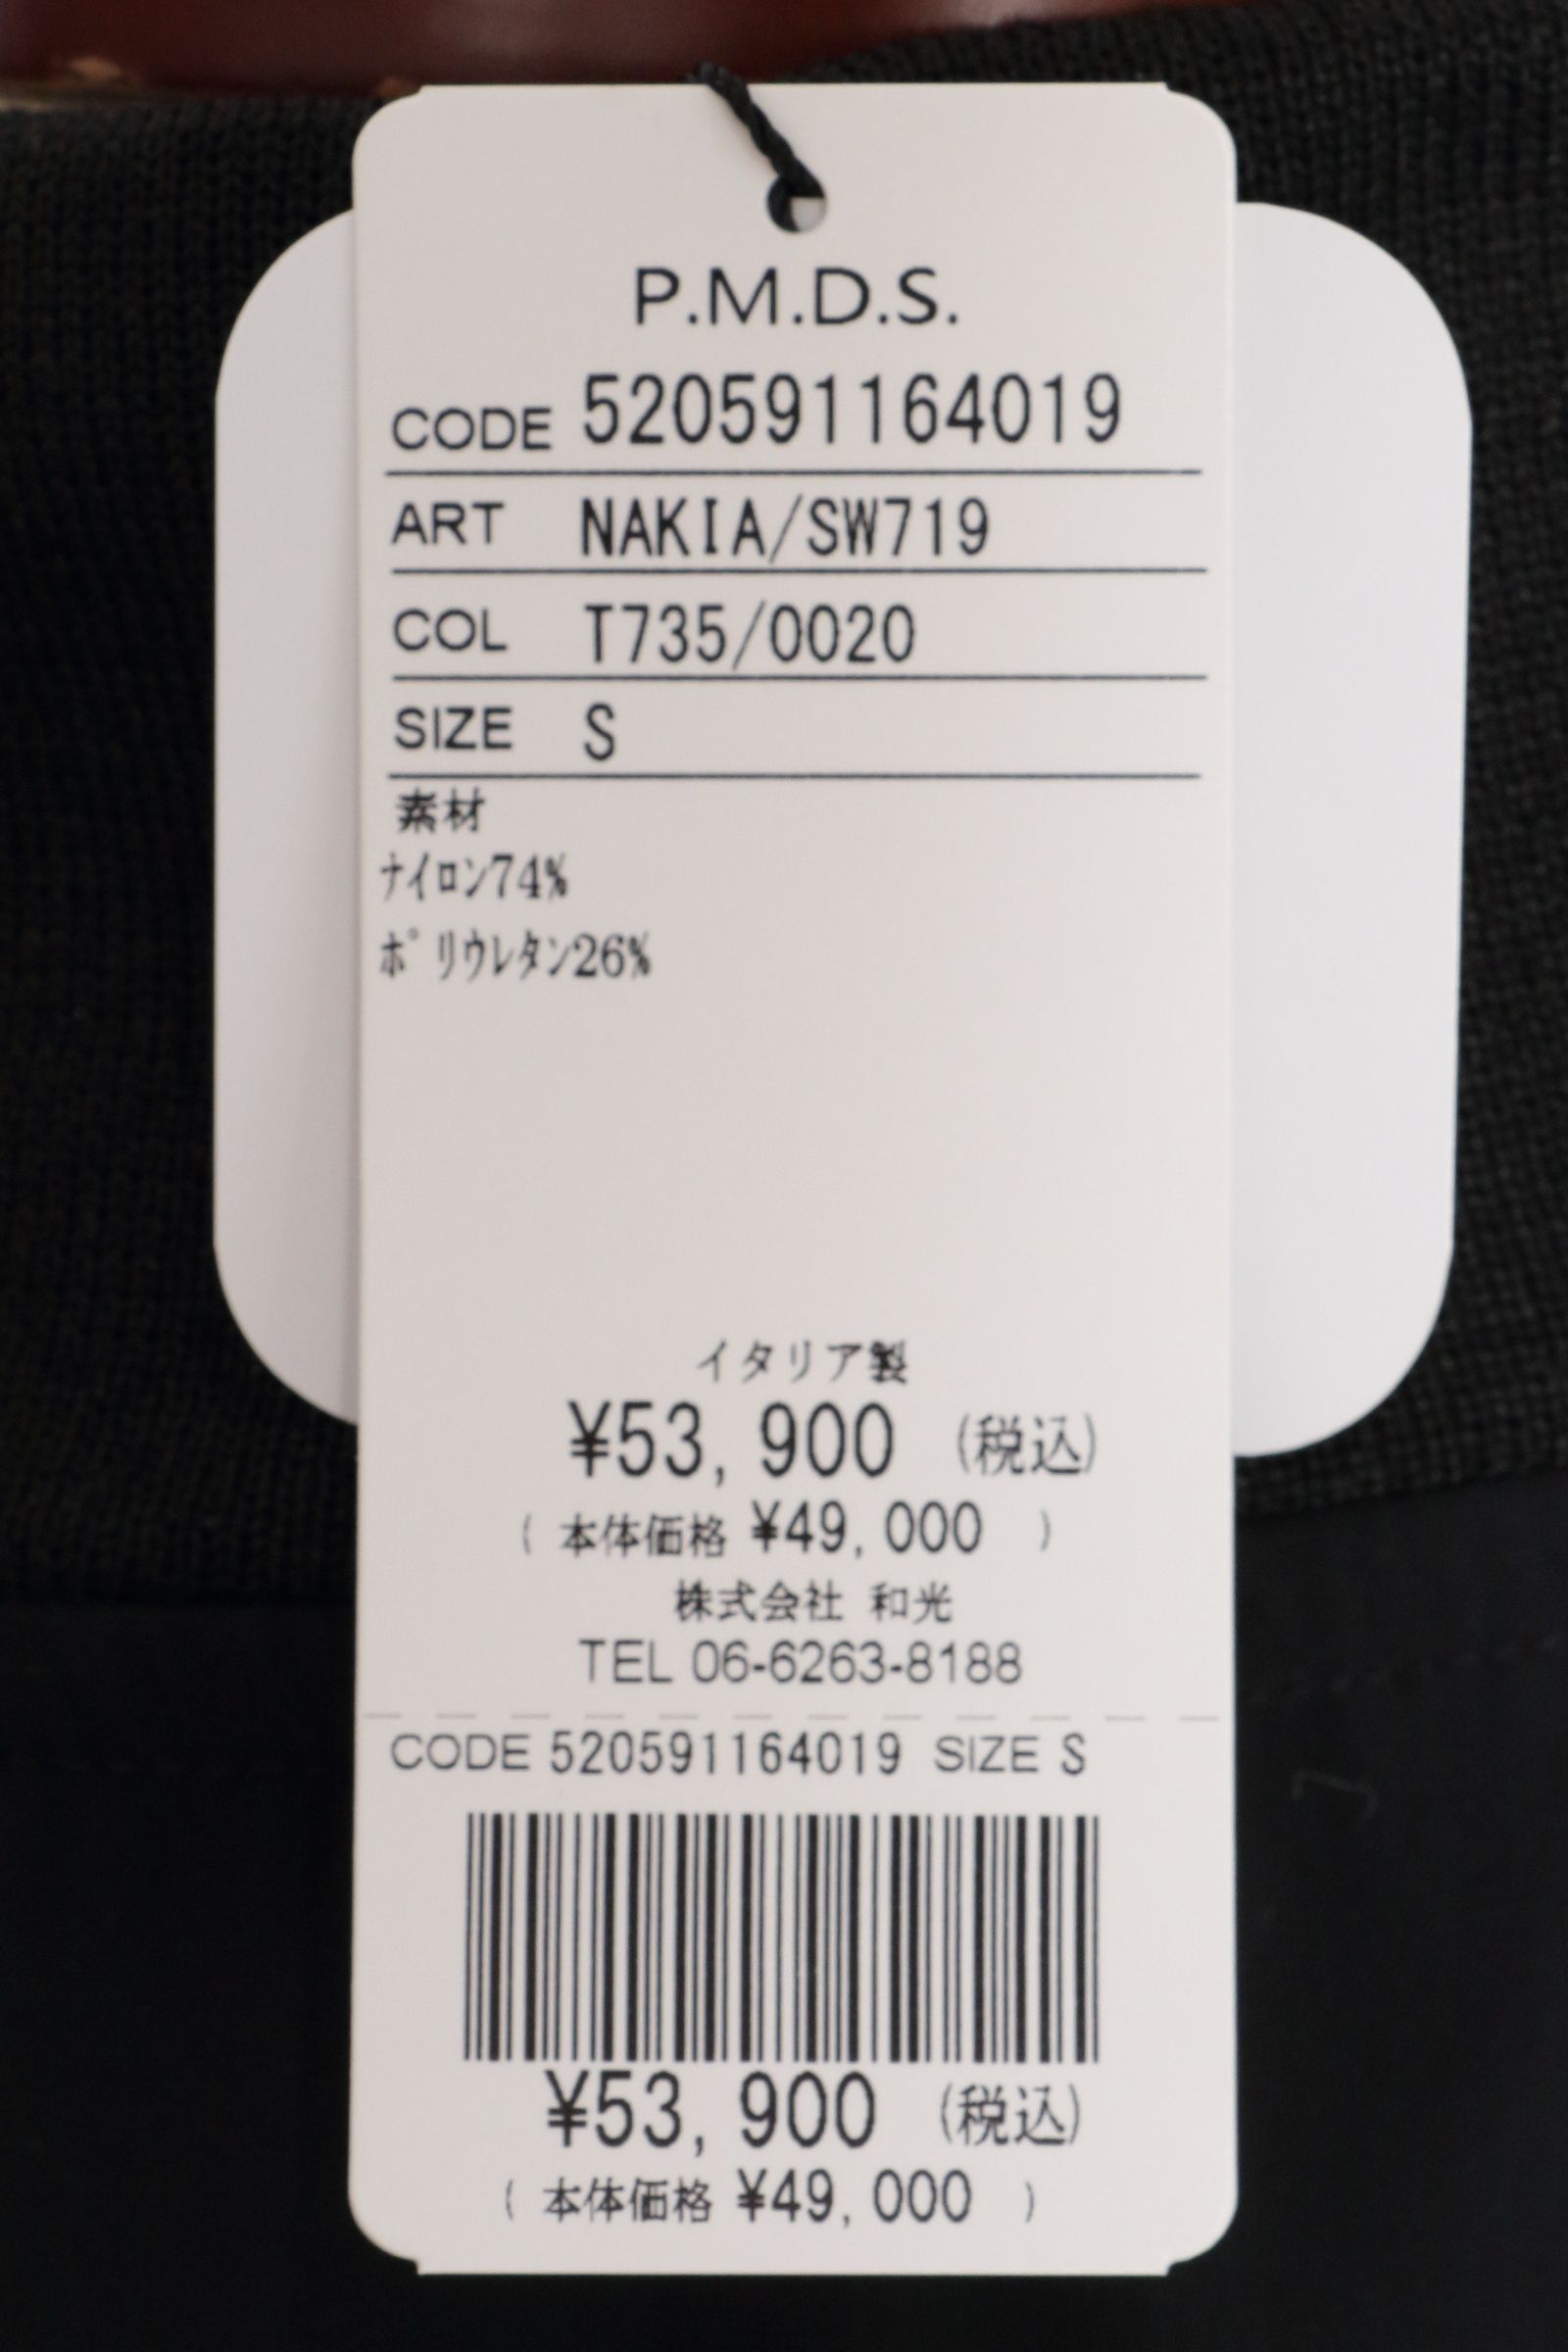 P.M.D.S.
CODE 520591164019
ART NAKIA/SW719
COL T735/0020
SIZE S
素材
ﾅｲﾛﾝ74%
ﾎﾟﾘｳﾚﾀﾝ26%
イタリア製
¥53,900 (税込)
( 本体価格 ¥49,000 )
株式会社 和光
TEL 06-6263-8188
CODE 520591164019 SIZE S
¥53,900 (税込)
( 本体価格 ¥49,000 )